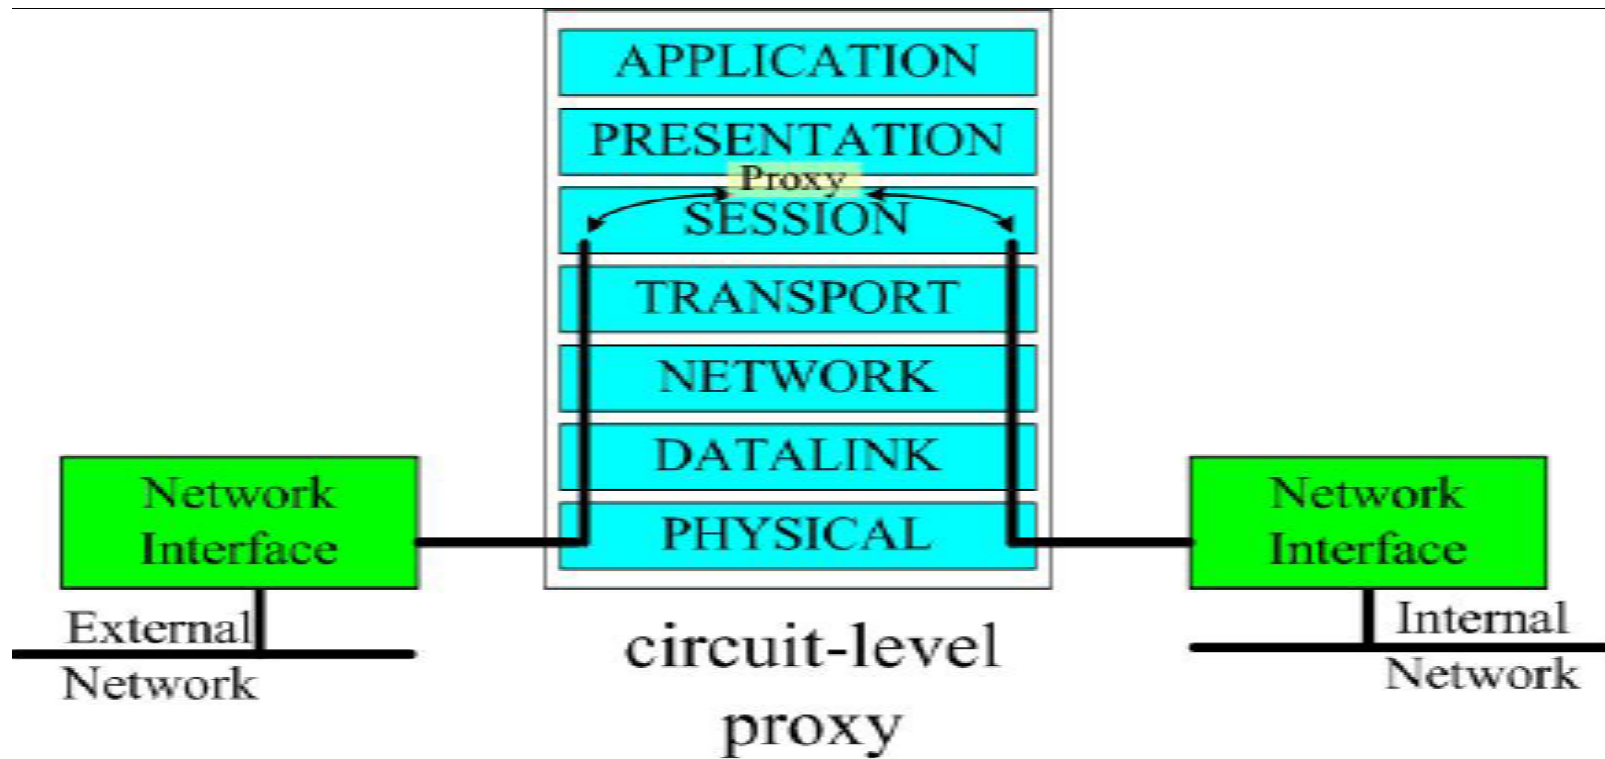 APPLICATION
PRESENTATION
Proxy
SESSION
TRANSPORT
NETWORK
DATALINK
PHYSICAL
Network
Interface
External
Network
Network
Interface
Internal
Network
circuit-level
proxy